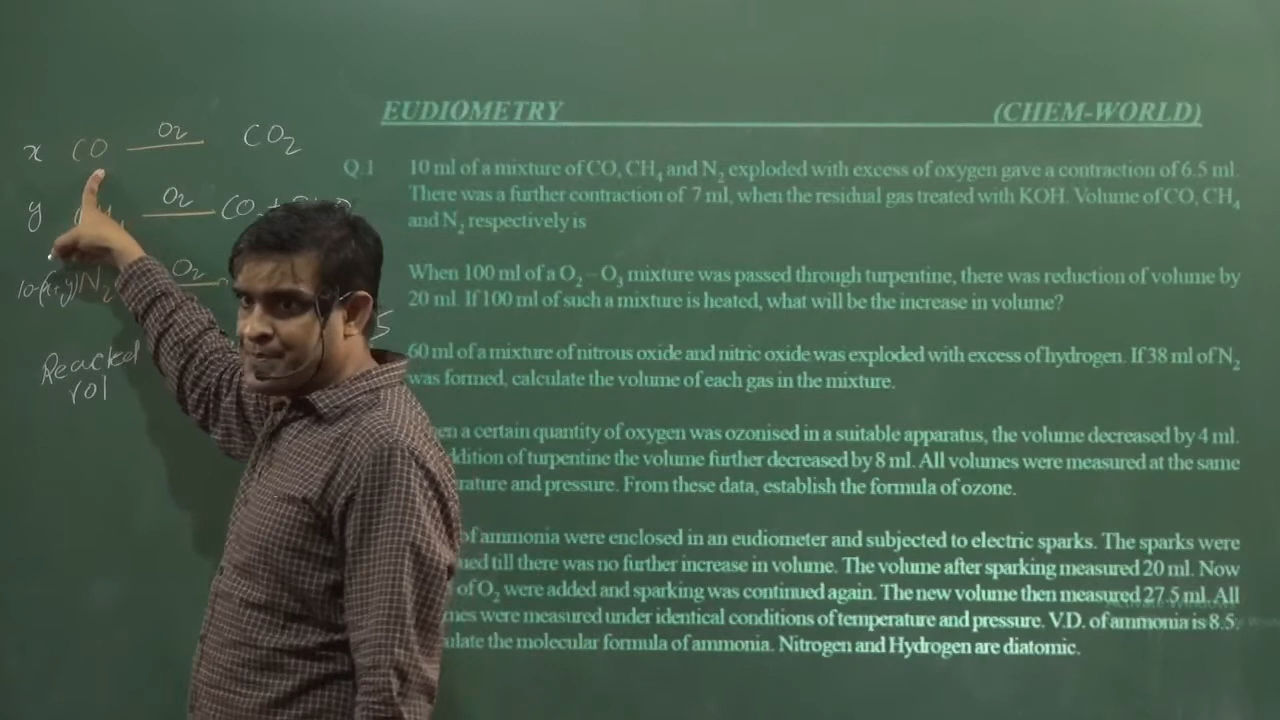 EUDIOMETRY (CHEM-WORLD)
x CO O2 CO2
y O2 CO2 +
10-(x+y) N2 O2
Reacted
vol
5
Q.1 10 ml of a mixture of CO, CH4 and N2 exploded with excess of oxygen gave a contraction of 6.5 ml.
There was a further contraction of 7 ml, when the residual gas treated with KOH. Volume of CO, CH4
and N2 respectively is
When 100 ml of a O2 – O3 mixture was passed through turpentine, there was reduction of volume by
20 ml. If 100 ml of such a mixture is heated, what will be the increase in volume?
60 ml of a mixture of nitrous oxide and nitric oxide was exploded with excess of hydrogen. If 38 ml of N2
was formed, calculate the volume of each gas in the mixture.
a certain quantity of oxygen was ozonised in a suitable apparatus, the volume decreased by 4 ml.
of turpentine the volume further decreased by 8 ml. All volumes were measured at the same
and pressure. From these data, establish the formula of ozone.
of ammonia were enclosed in an eudiometer and subjected to electric sparks. The sparks were
till there was no further increase in volume. The volume after sparking measured 20 ml. Now
of O2 were added and sparking was continued again. The new volume then measured 27.5 ml. All
were measured under identical conditions of temperature and pressure. V.D. of ammonia is 8.5.
the molecular formula of ammonia. Nitrogen and Hydrogen are diatomic.